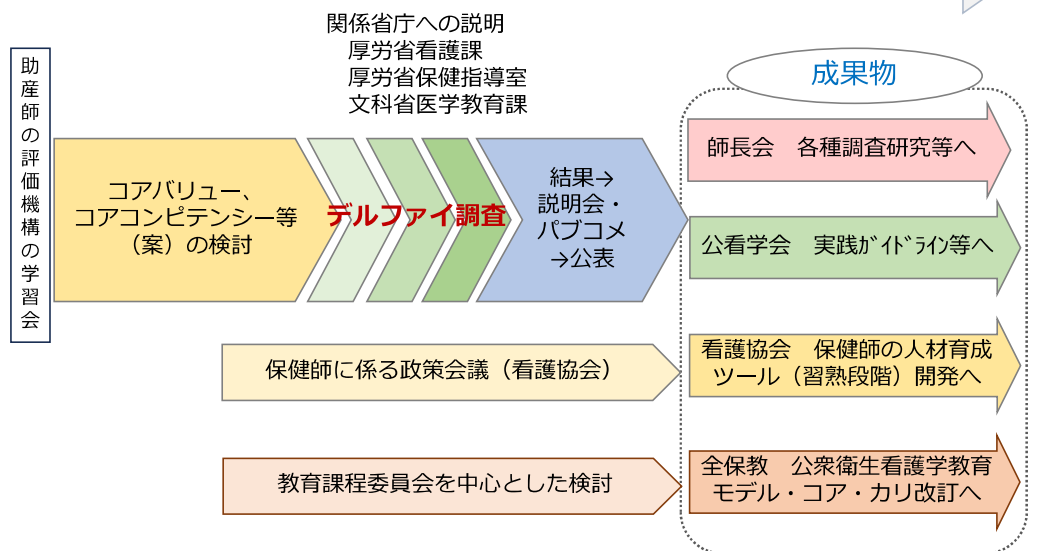 関係省庁への説明
厚労省看護課
厚労省保健指導室
文科省医学教育課
助産師の評価機構の学習会
コアバリュー、
コアコンピテンシー等
（案）の検討
デルファイ調査
結果→
説明会・
パブコメ
→公表
成果物
師長会　各種調査研究等へ
公看学会　実践ｶﾞｲﾄﾞﾗｲﾝ等へ
保健師に係る政策会議（看護協会）
看護協会　保健師の人材育成
ツール（習熟段階）開発へ
教育課程委員会を中心とした検討
全保教　公衆衛生看護学教育
モデル・コア・カリ改訂へ